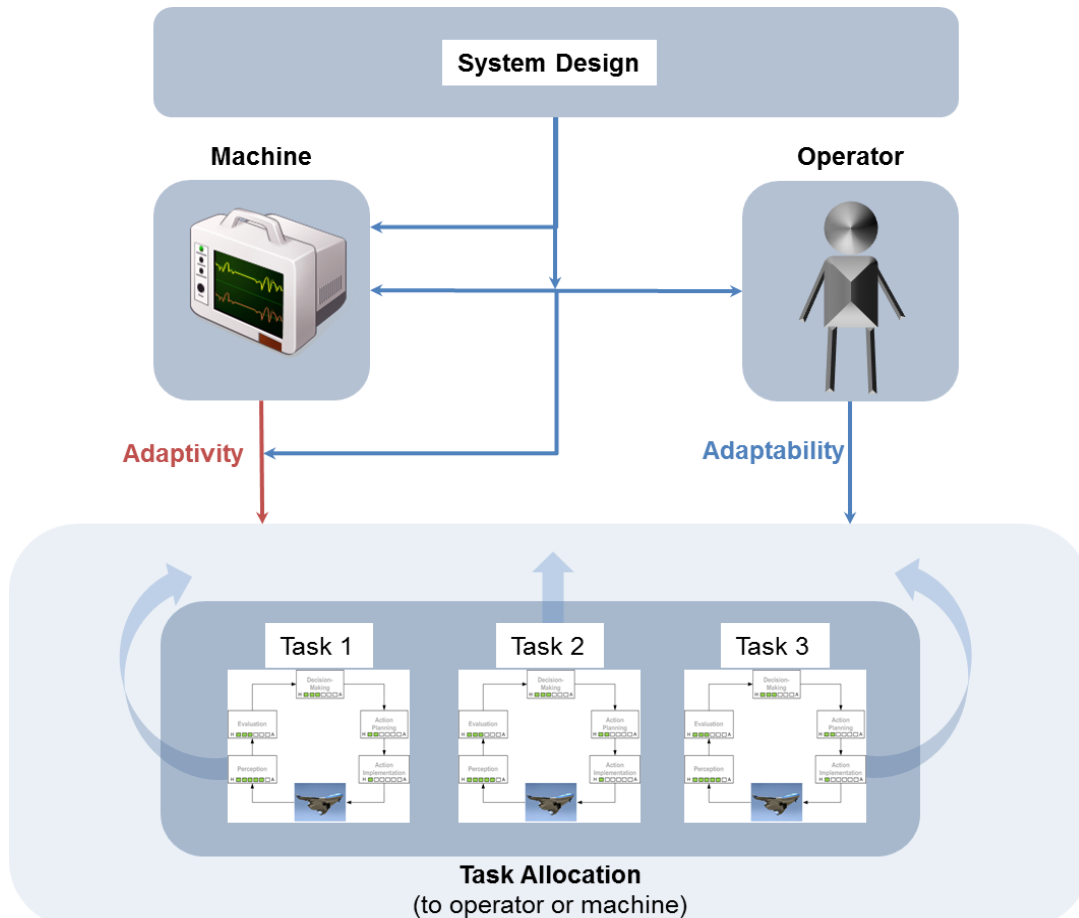 System Design
Machine
Operator
Adaptivity
Adaptability
Task 1
Task 2
Task 3
Decision-
Making
H A
Evaluation
H A
Action
Planning
H A
Perception
H A
Action
Implementation
H A
Decision-
Making
H A
Evaluation
H A
Action
Planning
H A
Perception
H A
Action
Implementation
H A
Decision-
Making
H A
Evaluation
H A
Action
Planning
H A
Perception
H A
Action
Implementation
H A
Task Allocation
(to operator or machine)